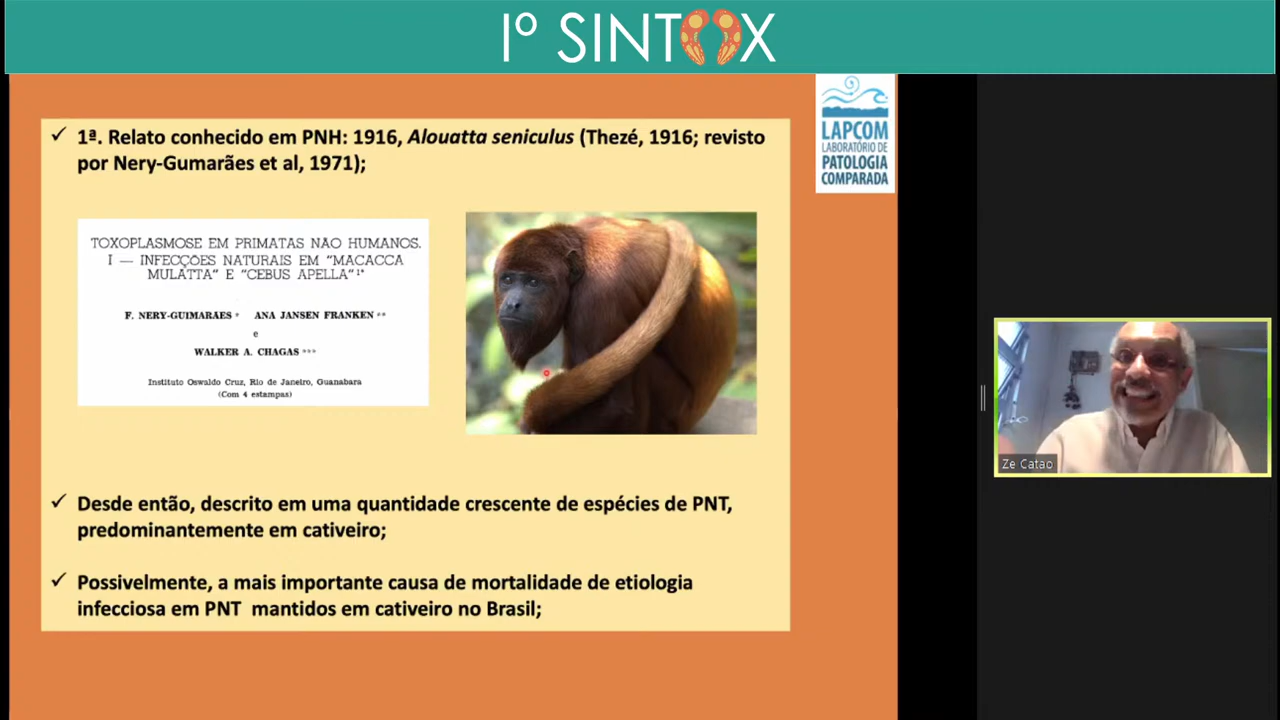 Iº SINTOX
✓ 1ª. Relato conhecido em PNH: 1916, Alouatta seniculus (Thezé, 1916; revisto
por Nery-Gumarães et al, 1971);
LAPCOM
LABORATÓRIO DE
PATOLOGIA
COMPARADA
TOXOPLASMOSE EM PRIMATAS NÃO HUMANOS.
I — INFECÇÕES NATURAIS EM "MACACCA
MULATTA" E "CEBUS APELLA"¹*
F. NERY-GUIMARÃES * ANA JANSEN FRANKEN **
e
WALKER A. CHAGAS ***
Instituto Oswaldo Cruz, Rio de Janeiro, Guanabara
(Com 4 estampas)
✓ Desde então, descrito em uma quantidade crescente de espécies de PNT,
predominantemente em cativeiro;
✓ Possivelmente, a mais importante causa de mortalidade de etiologia
infecciosa em PNT mantidos em cativeiro no Brasil;
Ze Catao